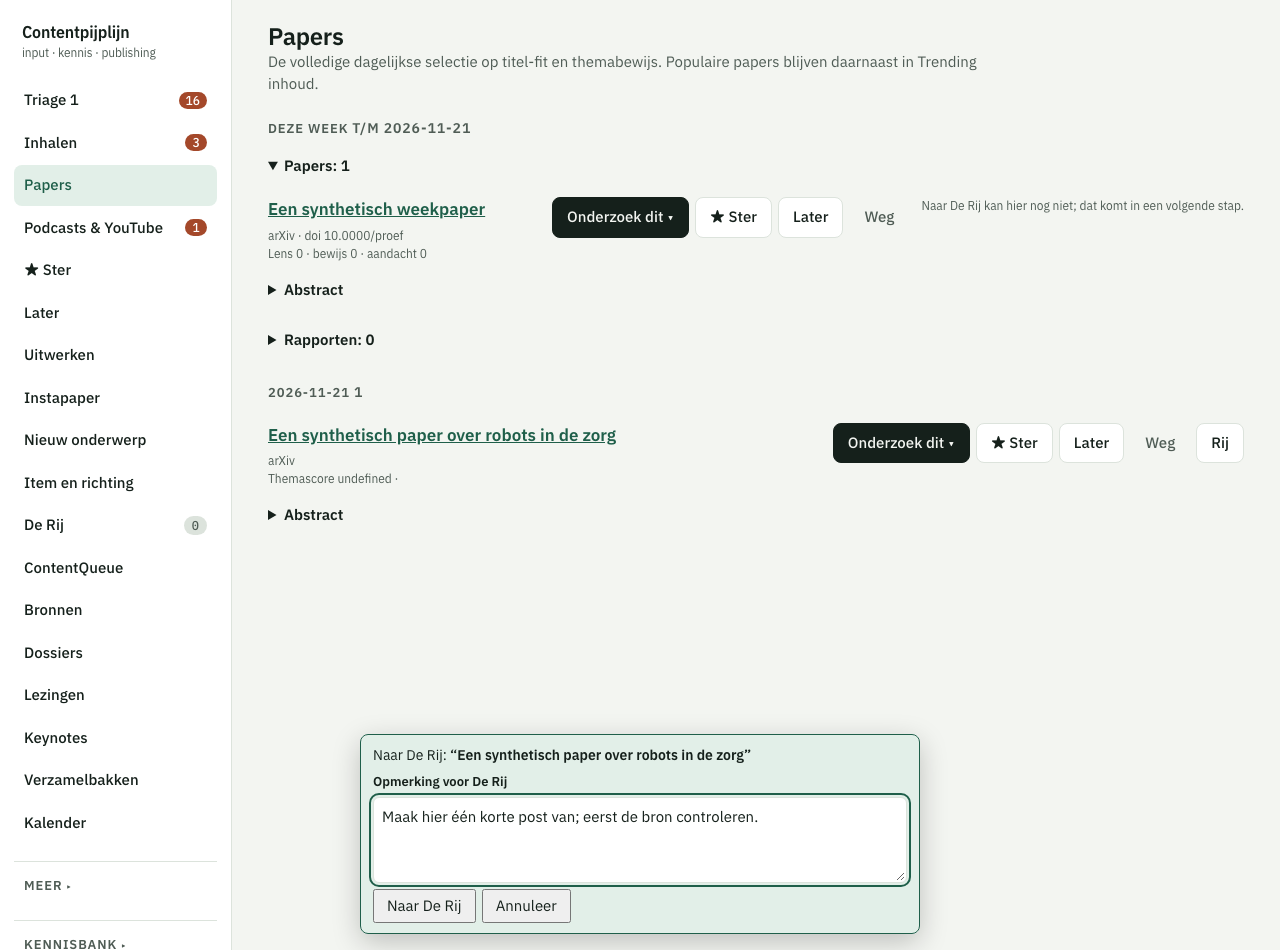 Contentpijplijn
input · kennis · publishing
Triage 1 16
Inhalen 3
Papers
Podcasts & YouTube 1
★ Ster
Later
Uitwerken
Instapaper
Nieuw onderwerp
Item en richting
De Rij 0
ContentQueue
Bronnen
Dossiers
Lezingen
Keynotes
Verzamelbakken
Kalender
MEER ▸
KENNISBANK ▸
Papers
De volledige dagelijkse selectie op titel-fit en themabewijs. Populaire papers blijven daarnaast in Trending
inhoud.
DEZE WEEK T/M 2026-11-21
▼ Papers: 1
Een synthetisch weekpaper
Onderzoek dit ▾ ★ Ster Later Weg Naar De Rij kan hier nog niet; dat komt in een volgende stap.
arXiv · doi 10.0000/proef
Lens 0 · bewijs 0 · aandacht 0
▶ Abstract
▶ Rapporten: 0
2026-11-21 1
Een synthetisch paper over robots in de zorg
Onderzoek dit ▾ ★ Ster Later Weg Rij
arXiv
Themascore undefined ·
▶ Abstract
Naar De Rij: “Een synthetisch paper over robots in de zorg”
Opmerking voor De Rij
Maak hier één korte post van; eerst de bron controleren.
Naar De Rij Annuleer